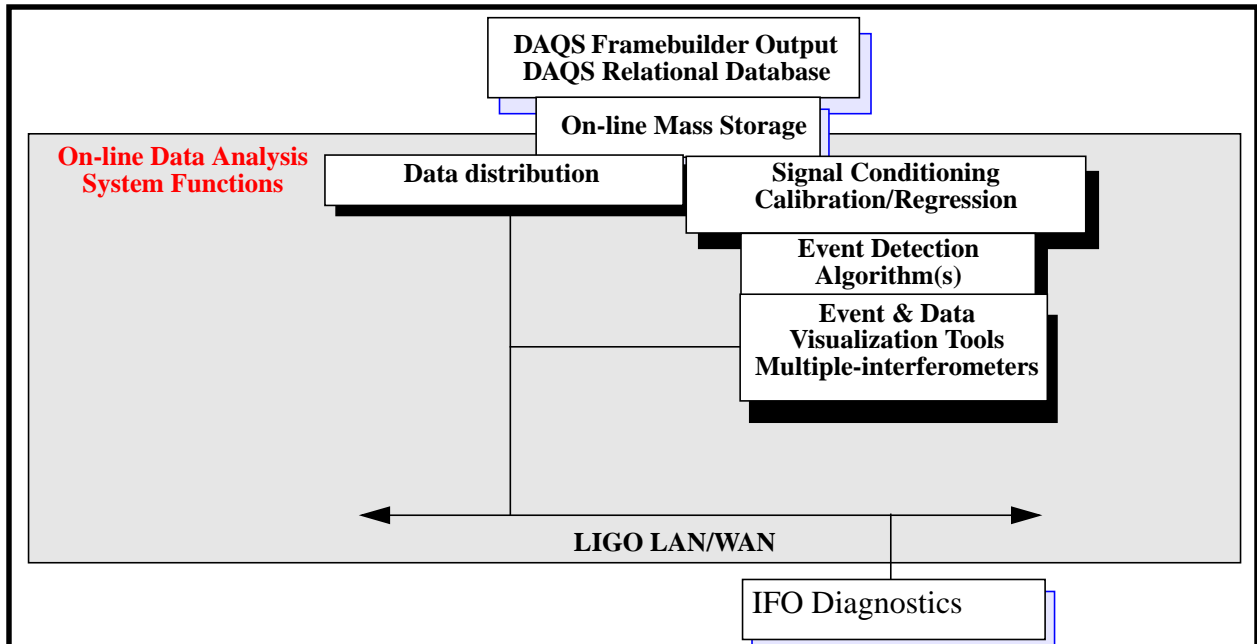 DAQS Framebuilder Output
DAQS Relational Database
On-line Mass Storage
On-line Data Analysis
System Functions
Data distribution
Signal Conditioning
Calibration/Regression
Event Detection
Algorithm(s)
Event & Data
Visualization Tools
Multiple-interferometers
LIGO LAN/WAN
IFO Diagnostics